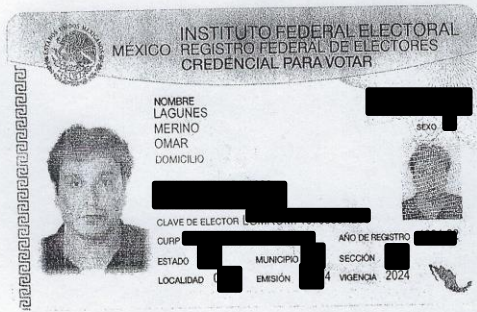 INSTITUTO FEDERAL ELECTORAL
MÉXICO REGISTRO FEDERAL DE ELECTORES
CREDENCIAL PARA VOTAR
NOMBRE
LAGUNES
MERINO
OMAR
SEXO
DOMICILIO
CLAVE DE ELECTOR
CURP AÑO DE REGISTRO
ESTADO MUNICIPIO SECCIÓN
LOCALIDAD EMISIÓN 4 VIGENCIA 2024